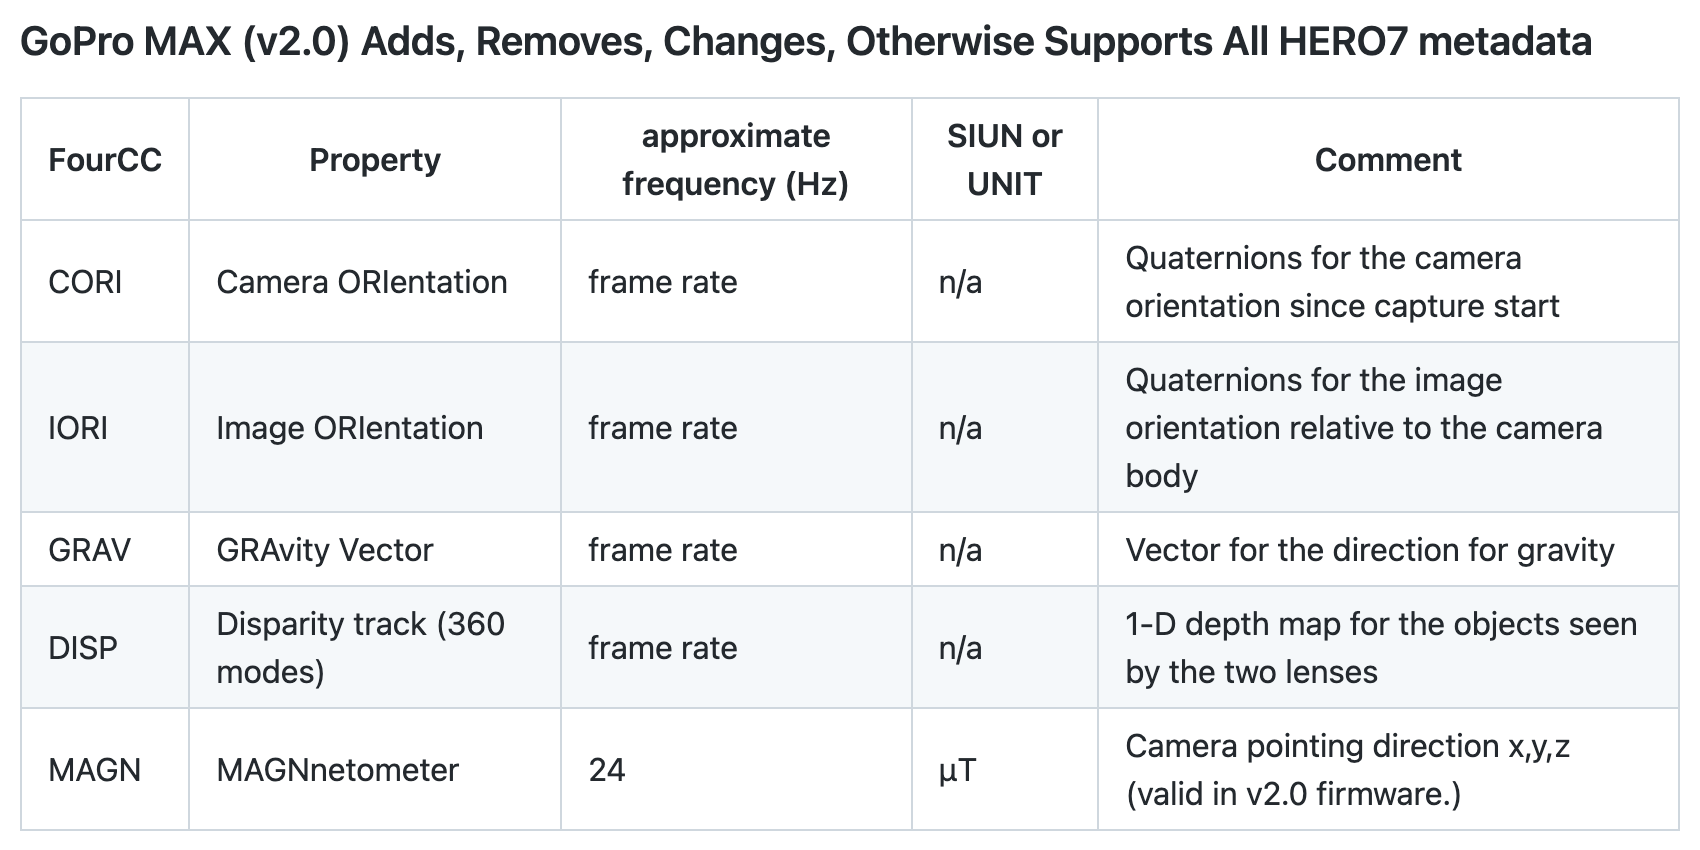 GoPro MAX (v2.0) Adds, Removes, Changes, Otherwise Supports All HERO7 metadata
FourCC
Property
approximate
frequency (Hz)
SIUN or
UNIT
Comment
CORI
Camera ORIentation
frame rate
n/a
Quaternions for the camera
orientation since capture start
IORI
Image ORIentation
frame rate
n/a
Quaternions for the image
orientation relative to the camera
body
GRAV
GRAvity Vector
frame rate
n/a
Vector for the direction for gravity
DISP
Disparity track (360
modes)
frame rate
n/a
1-D depth map for the objects seen
by the two lenses
MAGN
MAGNnetometer
24
µT
Camera pointing direction x,y,z
(valid in v2.0 firmware.)